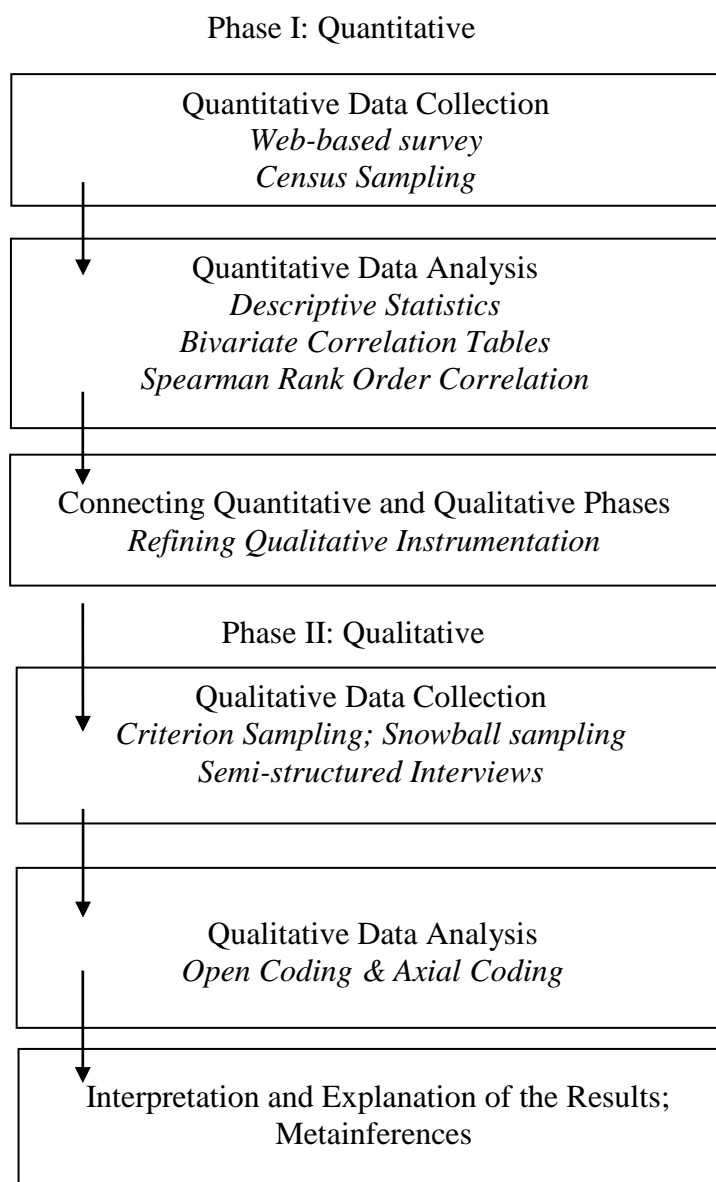 Phase I: Quantitative
Quantitative Data Collection
Web-based survey
Census Sampling
Quantitative Data Analysis
Descriptive Statistics
Bivariate Correlation Tables
Spearman Rank Order Correlation
Connecting Quantitative and Qualitative Phases
Refining Qualitative Instrumentation
Phase II: Qualitative
Qualitative Data Collection
Criterion Sampling; Snowball sampling
Semi-structured Interviews
Qualitative Data Analysis
Open Coding & Axial Coding
Interpretation and Explanation of the Results;
Metainferences